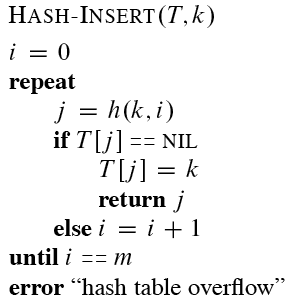 HASH-INSERT(T, k)
i = 0
repeat
j = h(k, i)
if T[j] == NIL
T[j] = k
return j
else i = i + 1
until i == m
error “hash table overflow”